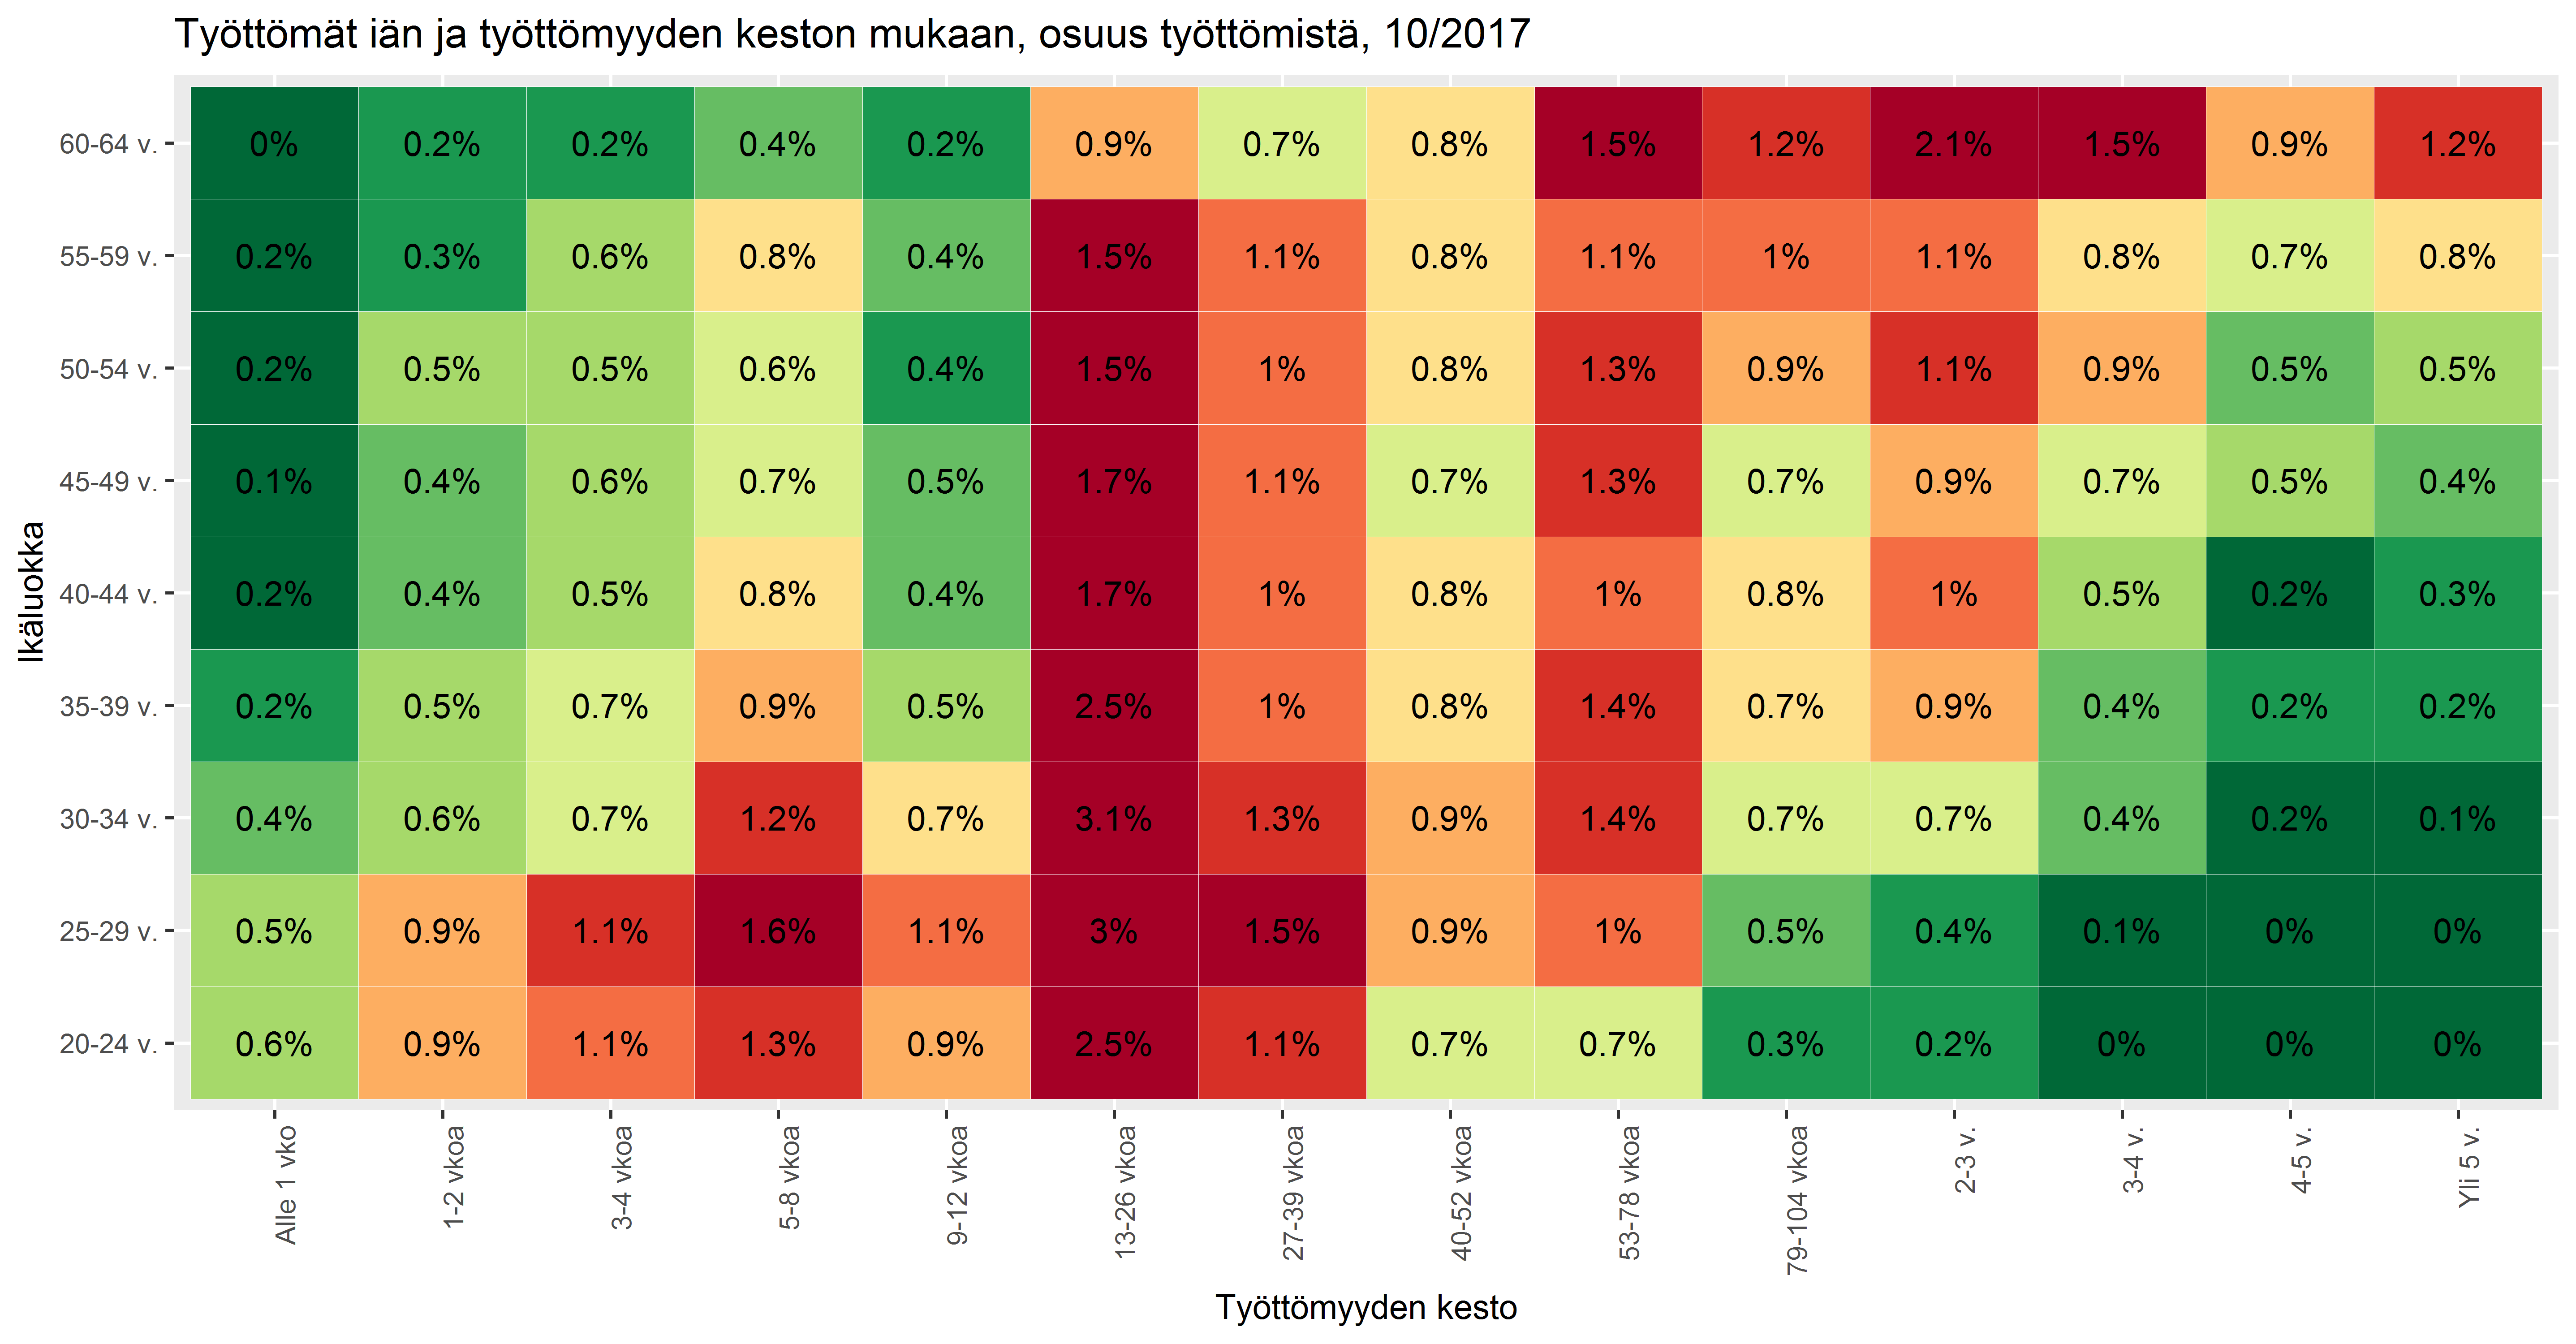 Työttömät iän ja työttömyyden keston mukaan, osuus työttömistä, 10/2017
Ikäluokka
60-64 v. 0% 0.2% 0.2% 0.4% 0.2% 0.9% 0.7% 0.8% 1.5% 1.2% 2.1% 1.5% 0.9% 1.2%
55-59 v. 0.2% 0.3% 0.6% 0.8% 0.4% 1.5% 1.1% 0.8% 1.1% 1% 1.1% 0.8% 0.7% 0.8%
50-54 v. 0.2% 0.5% 0.5% 0.6% 0.4% 1.5% 1% 0.8% 1.3% 0.9% 1.1% 0.9% 0.5% 0.5%
45-49 v. 0.1% 0.4% 0.6% 0.7% 0.5% 1.7% 1.1% 0.7% 1.3% 0.7% 0.9% 0.7% 0.5% 0.4%
40-44 v. 0.2% 0.4% 0.5% 0.8% 0.4% 1.7% 1% 0.8% 1% 0.8% 1% 0.5% 0.2% 0.3%
35-39 v. 0.2% 0.5% 0.7% 0.9% 0.5% 2.5% 1% 0.8% 1.4% 0.7% 0.9% 0.4% 0.2% 0.2%
30-34 v. 0.4% 0.6% 0.7% 1.2% 0.7% 3.1% 1.3% 0.9% 1.4% 0.7% 0.7% 0.4% 0.2% 0.1%
25-29 v. 0.5% 0.9% 1.1% 1.6% 1.1% 3% 1.5% 0.9% 1% 0.5% 0.4% 0.1% 0% 0%
20-24 v. 0.6% 0.9% 1.1% 1.3% 0.9% 2.5% 1.1% 0.7% 0.7% 0.3% 0.2% 0% 0% 0%
Alle 1 vko
1-2 vkoa
3-4 vkoa
5-8 vkoa
9-12 vkoa
13-26 vkoa
27-39 vkoa
40-52 vkoa
53-78 vkoa
79-104 vkoa
2-3 v.
3-4 v.
4-5 v.
Yli 5 v.
Työttömyyden kesto